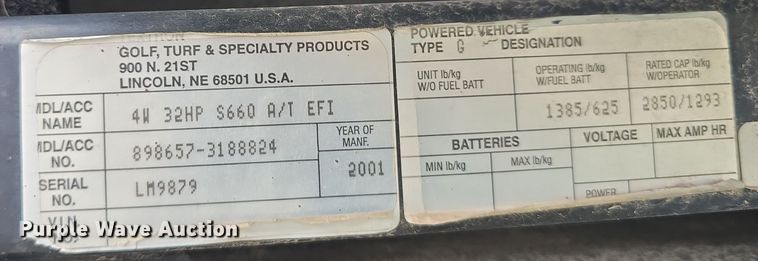 TEXTRON
GOLF, TURF & SPECIALTY PRODUCTS
900 N. 21ST
LINCOLN, NE 68501 U.S.A.
MDL/ACC NAME
4W 32HP S660 A/T EFI
MDL/ACC NO.
898657-3188824
YEAR OF MANF.
2001
SERIAL NO.
LM9879
V.I.N. NO.
POWERED VEHICLE
TYPE G DESIGNATION
UNIT lb/kg W/O FUEL BATT
OPERATING lb/kg W/FUEL BATT
RATED CAP lb/kg W/OPERATOR
1385/625
2850/1293
BATTERIES
VOLTAGE
MAX AMP HR
MIN lb/kg
MAX lb/kg
POWER
Purple Wave Auction